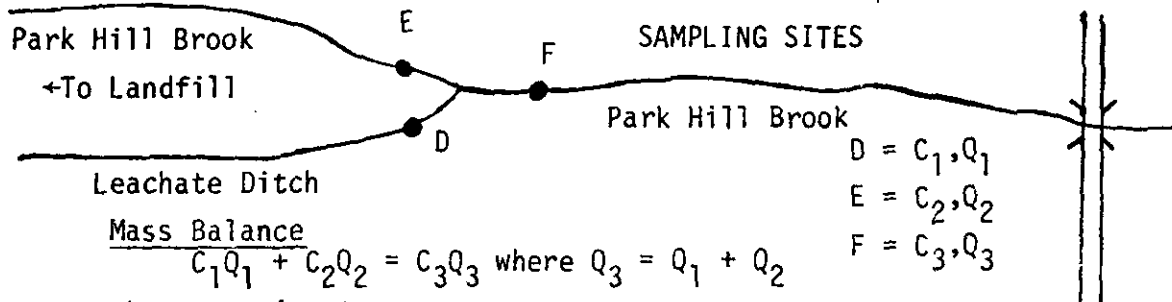 E
Park Hill Brook
F
SAMPLING SITES
←To Landfill
Park Hill Brook
D
D = C₁,Q₁
Leachate Ditch
E = C₂,Q₂
Mass Balance
F = C₃,Q₃
C₁Q₁ + C₂Q₂ = C₃Q₃ where Q₃ = Q₁ + Q₂